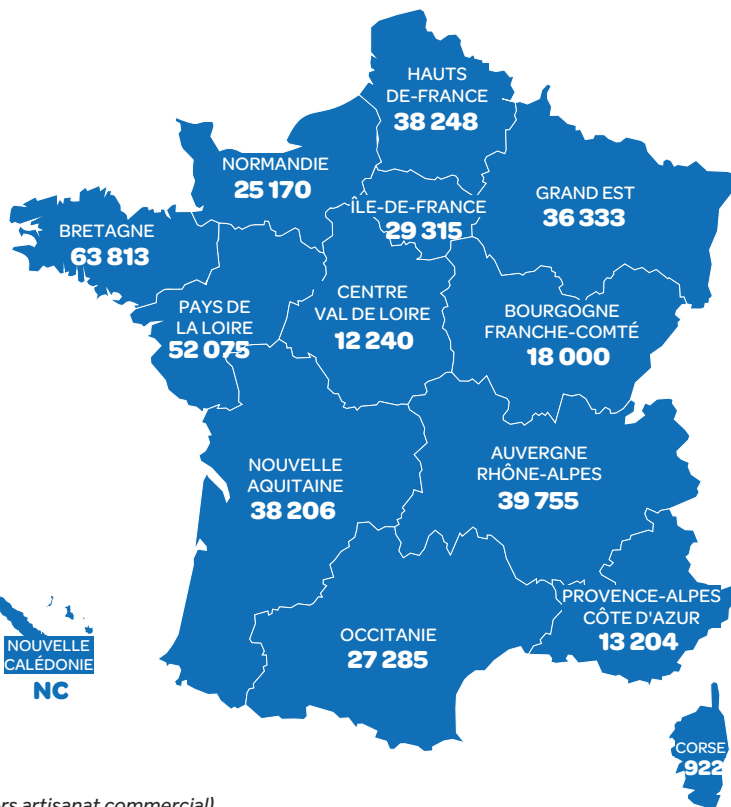 HAUTS
DE-FRANCE
38 248
NORMANDIE
25 170
ÎLE-DE-FRANCE
29 315
GRAND EST
36 333
BRETAGNE
63 813
PAYS DE
LA LOIRE
52 075
CENTRE
VAL DE LOIRE
12 240
BOURGOGNE
FRANCHE-COMTÉ
18 000
NOUVELLE
AQUITAINE
38 206
AUVERGNE
RHÔNE-ALPES
39 755
PROVENCE-ALPES
CÔTE D'AZUR
13 204
OCCITANIE
27 285
NOUVELLE
CALÉDONIE
NC
CORSE
922
artisanat commercial)